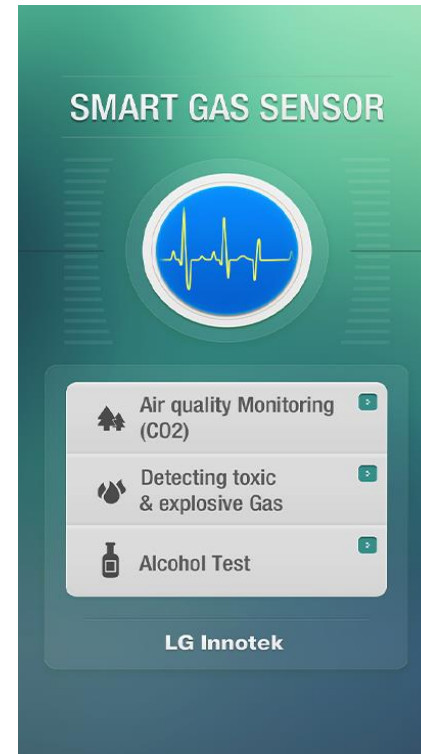 SMART GAS SENSOR
Air quality Monitoring
(CO2)
Detecting toxic
& explosive Gas
Alcohol Test
LG Innotek